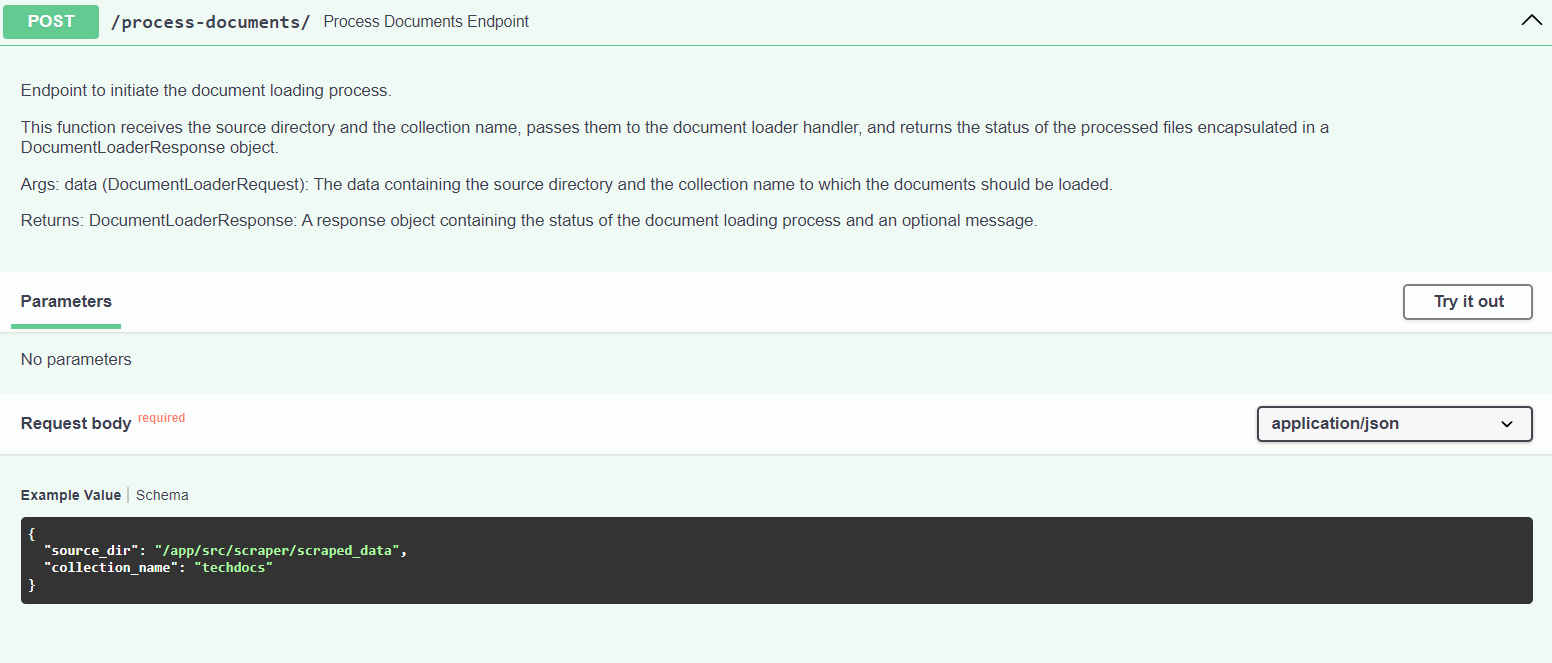 POST /process-documents/ Process Documents Endpoint
Endpoint to initiate the document loading process.
This function receives the source directory and the collection name, passes them to the document loader handler, and returns the status of the processed files encapsulated in a
DocumentLoaderResponse object.
Args: data (DocumentLoaderRequest): The data containing the source directory and the collection name to which the documents should be loaded.
Returns: DocumentLoaderResponse: A response object containing the status of the document loading process and an optional message.
Parameters Try it out
No parameters
Request body required application/json
Example Value | Schema
{
  "source_dir": "/app/src/scraper/scraped_data",
  "collection_name": "techdocs"
}